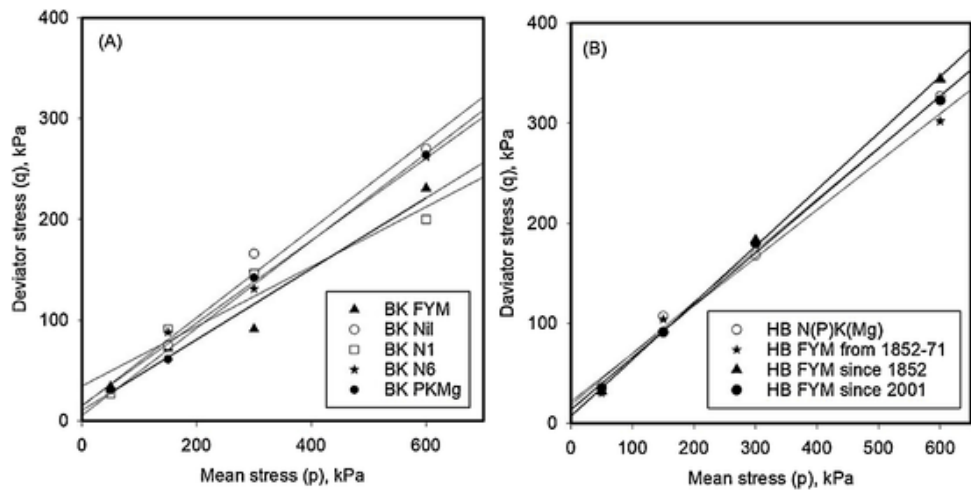 (A)
400
300
200
100
0
Deviator stress (q), kPa
0 200 400 600
Mean stress (p), kPa
BK FYM
BK Nil
BK N1
BK N6
BK PKMg
(B)
400
300
200
100
0
Daviator stress (q), kPa
0 100 200 300 400 500 600
Mean stress (p), kPa
HB N(P)K(Mg)
HB FYM from 1852-71
HB FYM since 1852
HB FYM since 2001